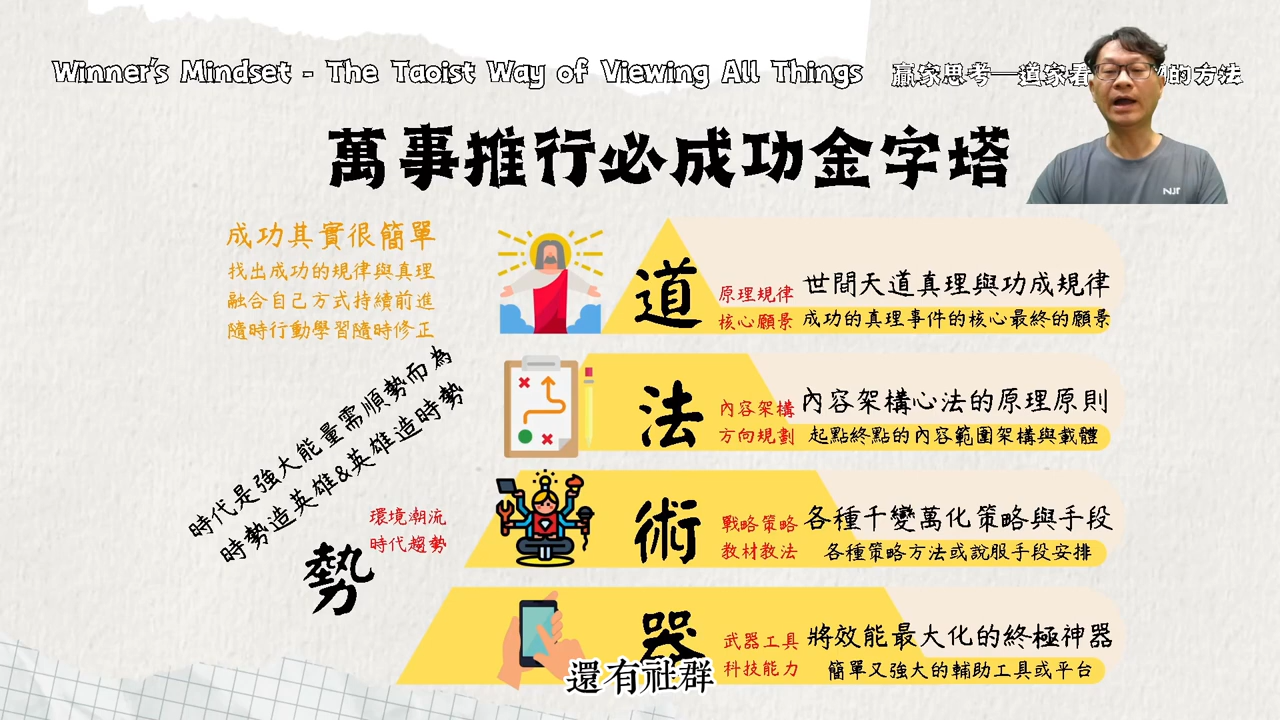 Winner's Mindset - The Taoist Way of Viewing All Things 贏家思考—道家看的方法
萬事推行必成功金字塔
NJT
成功其實很簡單
找出成功的規律與真理
融合自己方式持續前進
隨時行動學習隨時修正
時代是強大能量需順勢而為
時勢造英雄&英雄造時勢
環境潮流
時代趨勢
勢
道
原理規律
核心願景
世間天道真理與功成規律
成功的真理事件的核心最終的願景
法
內容架構
方向規劃
內容架構心法的原理原則
起點終點的內容範圍架構與載體
術
戰略策略
教材教法
各種千變萬化策略與手段
各種策略方法或說服手段安排
器
武器工具
科技能力
將效能最大化的終極神器
簡單又強大的輔助工具或平台
還有社群